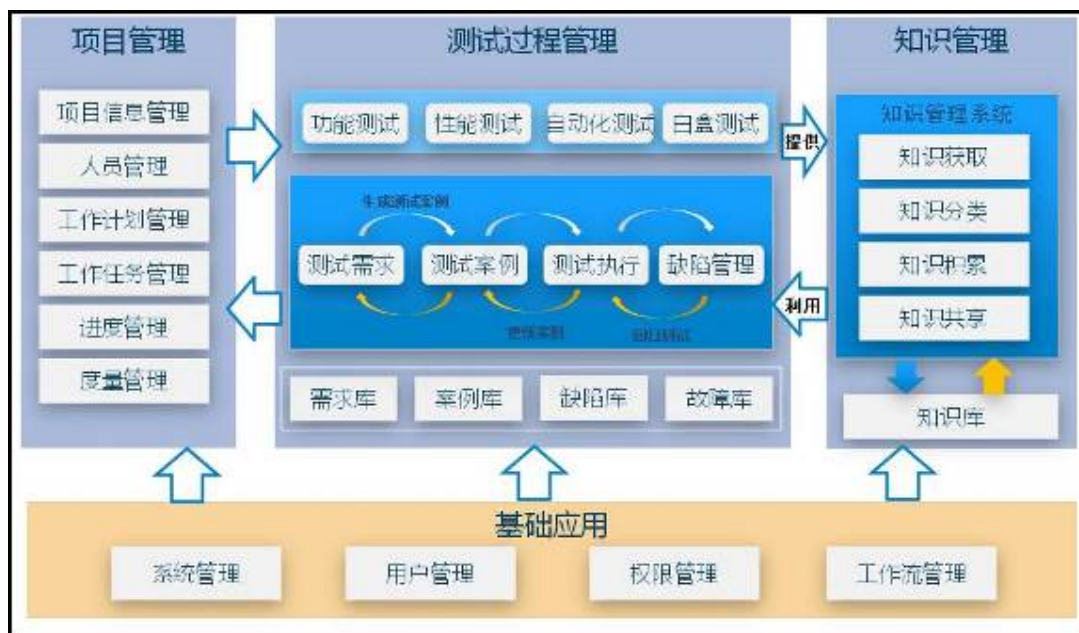 项目管理
项目信息管理
人员管理
工作计划管理
工作任务管理
进度管理
度量管理
测试过程管理
功能测试 性能测试 自动化测试 白盒测试
生成测试案例
测试需求 测试案例 测试执行 缺陷管理
需求库 案例库 缺陷库 故障库
提供
利用
知识管理
知识管理系统
知识获取
知识分类
知识积累
知识共享
知识库
基础应用
系统管理 用户管理 权限管理 工作流管理